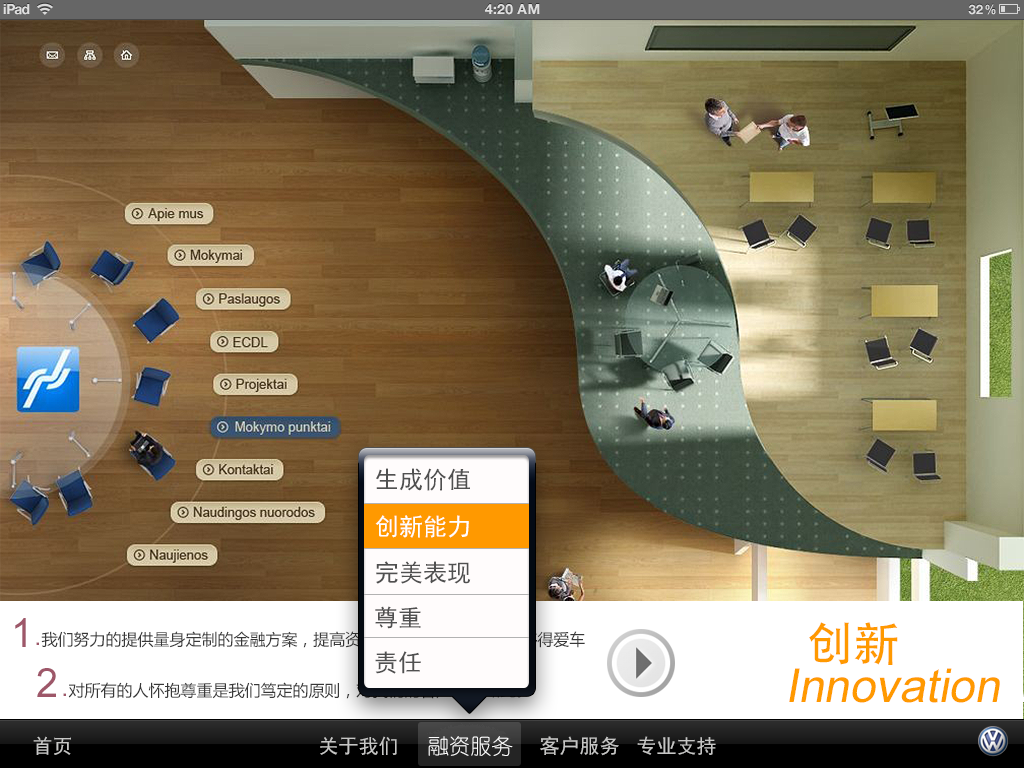 iPad 4:20 AM 32%
Apie mus
Mokymai
Paslaugos
ECDL
Projektai
Mokymo punktai
Kontaktai
Naudingos nuorodos
Naujienos
生成价值
创新能力
完美表现
尊重
责任
1.我们努力的提供量身定制的金融方案，提高资 得爱车
2.对所有的人怀抱尊重是我们笃定的原则，
创新
Innovation
首页 关于我们 融资服务 客户服务 专业支持